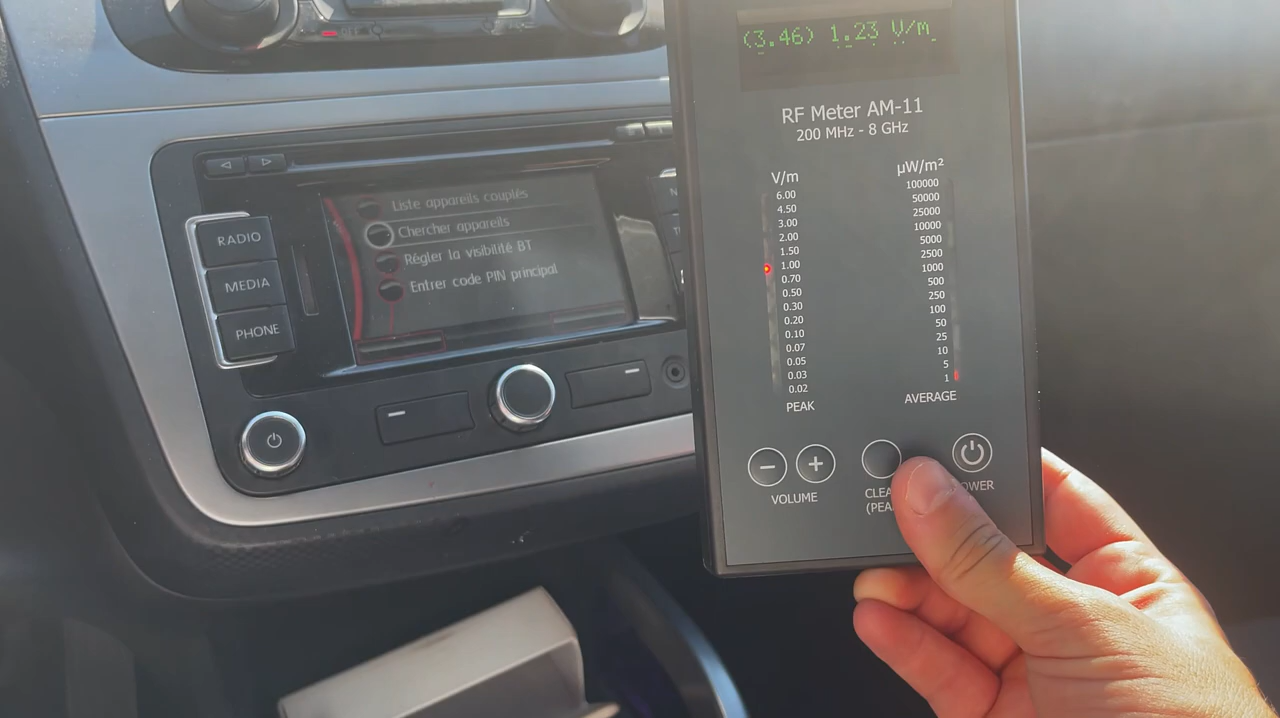 OFF
RADIO
MEDIA
PHONE
Liste appareils couplés
Chercher appareils
Régler la visibilité BT
Entrer code PIN principal
(3.46) 1.23 V/m
RF Meter AM-11
200 MHz - 8 GHz
V/m
6.00
4.50
3.00
2.00
1.50
1.00
0.70
0.50
0.30
0.20
0.10
0.07
0.05
0.03
0.02
PEAK
µW/m²
100000
50000
25000
10000
5000
2500
1000
500
250
100
50
25
10
5
1
AVERAGE
VOLUME
CLEA
(PEA
OWER